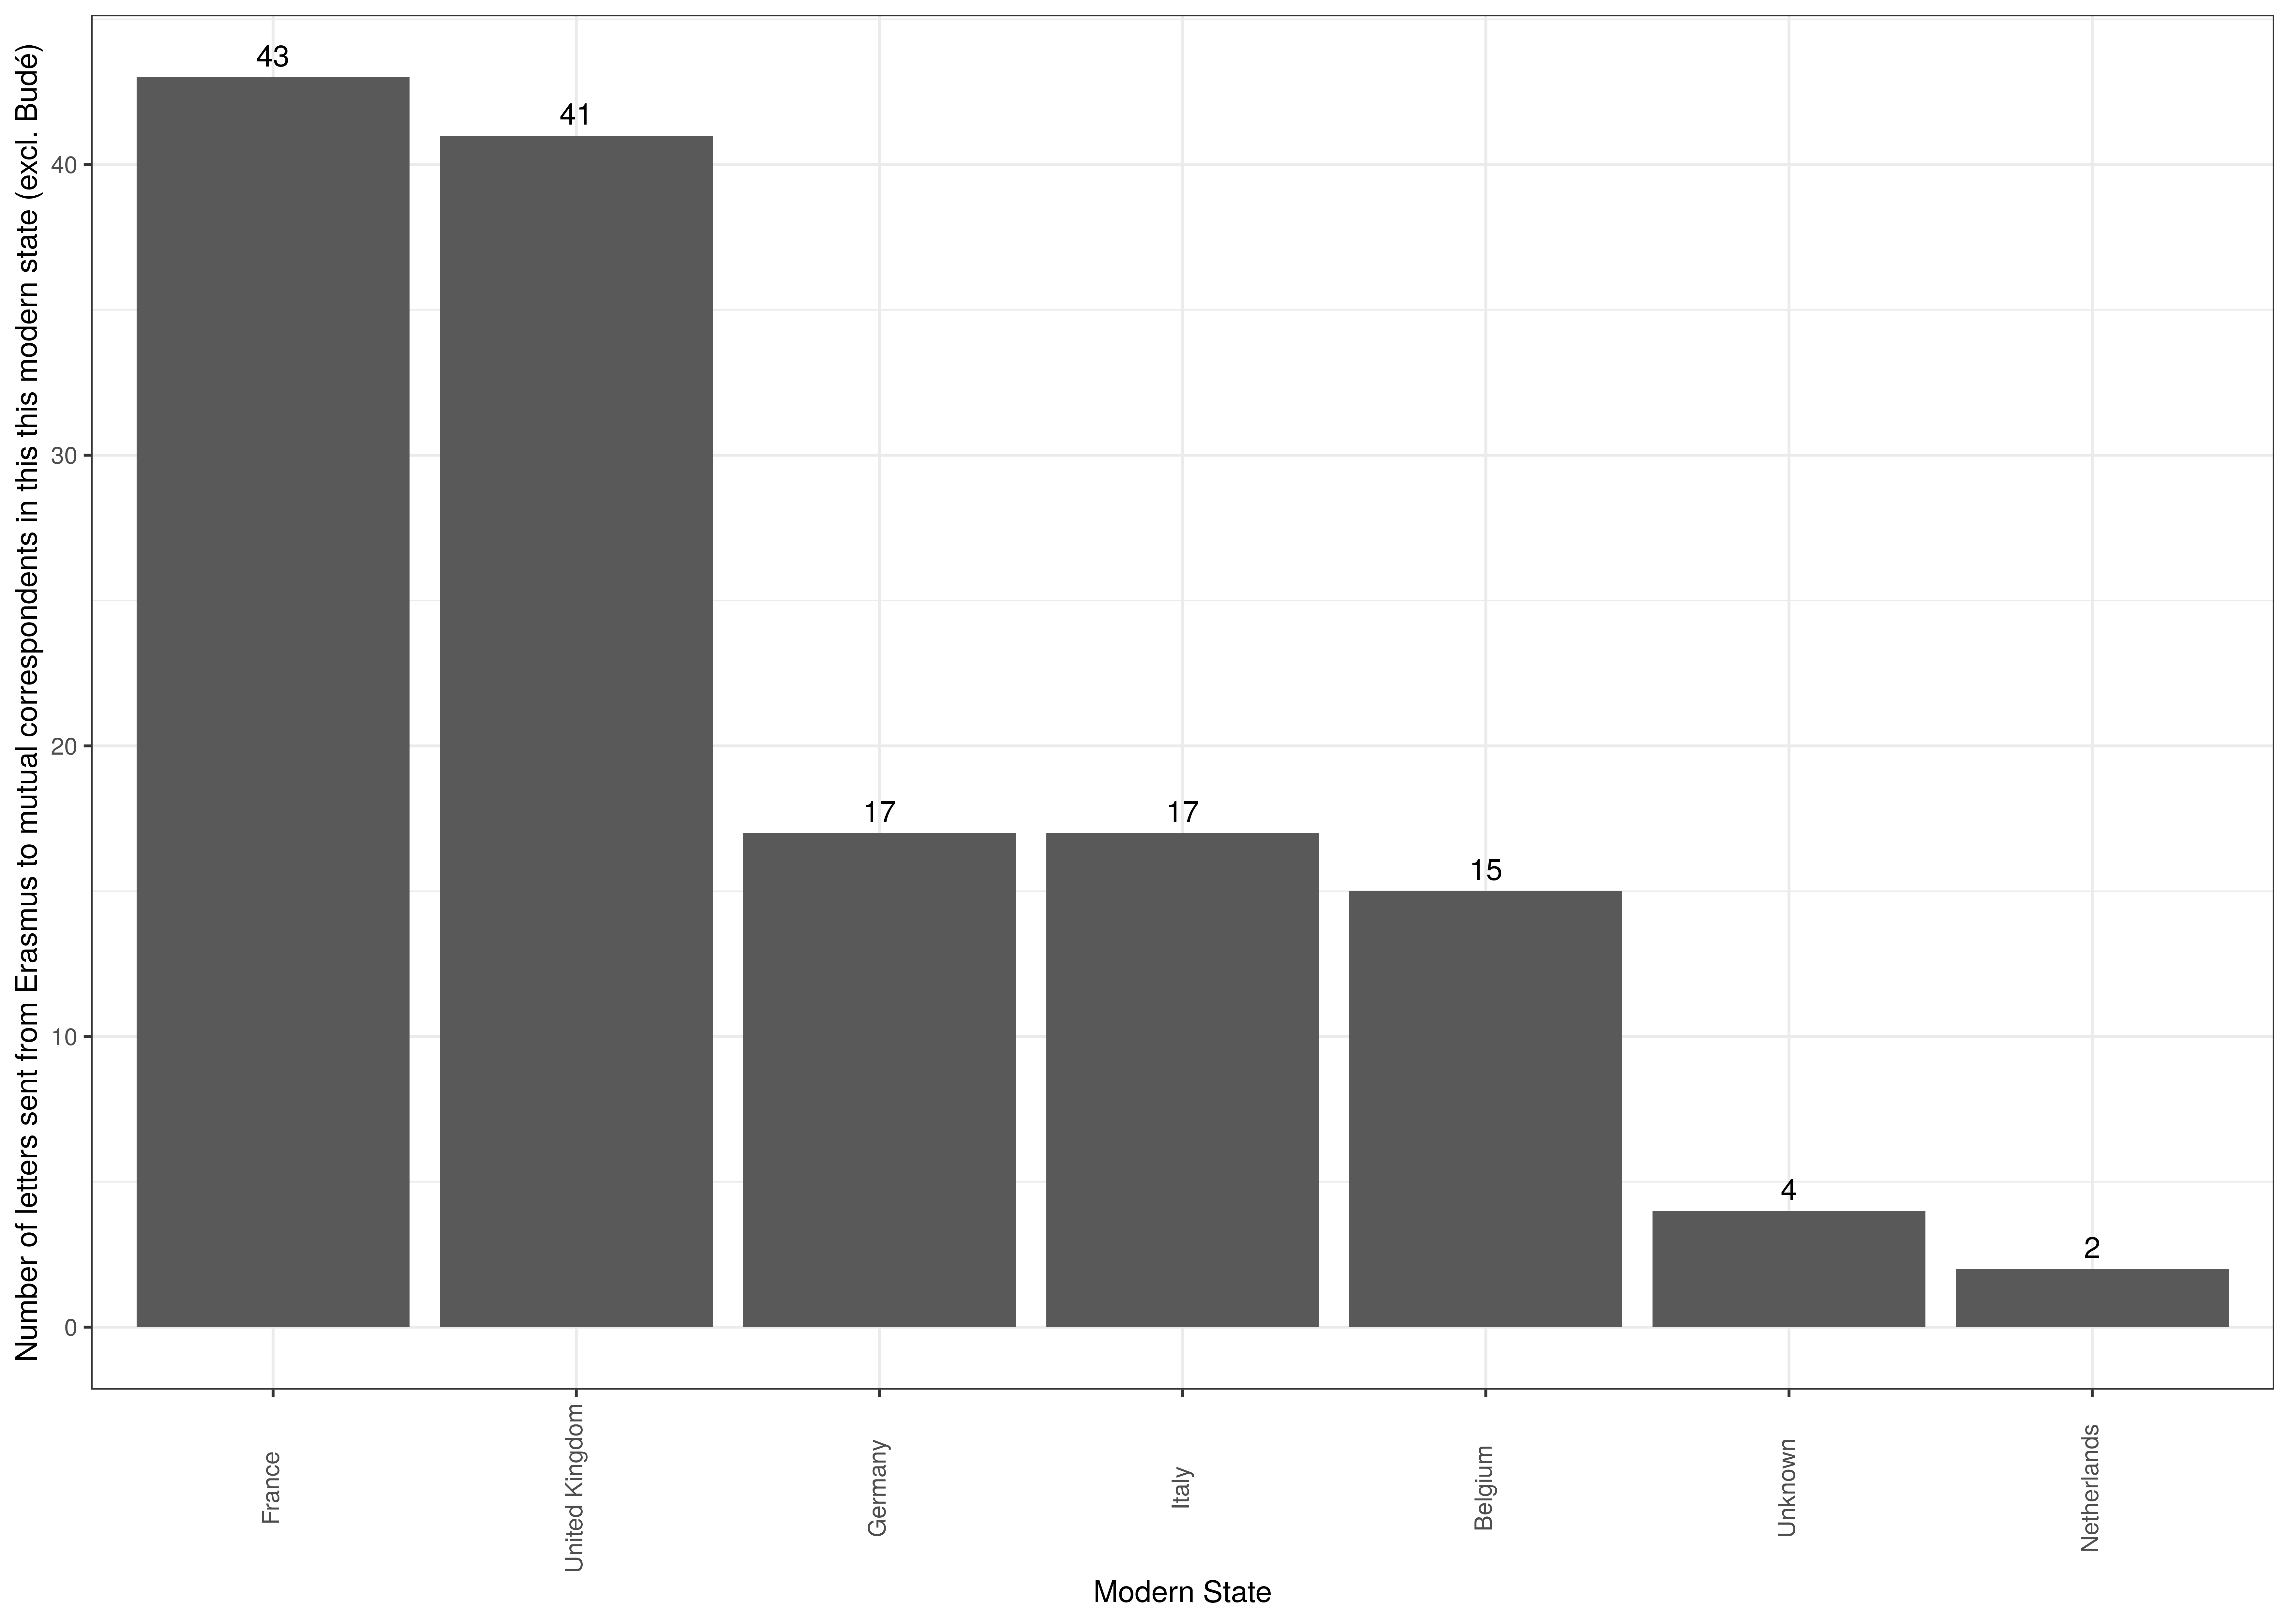 Number of letters sent from Erasmus to mutual correspondents in this this modern state (excl. Budé)
40
30
20
10
0
43
41
17
17
15
4
2
France
United Kingdom
Germany
Italy
Belgium
Unknown
Netherlands
Modern State